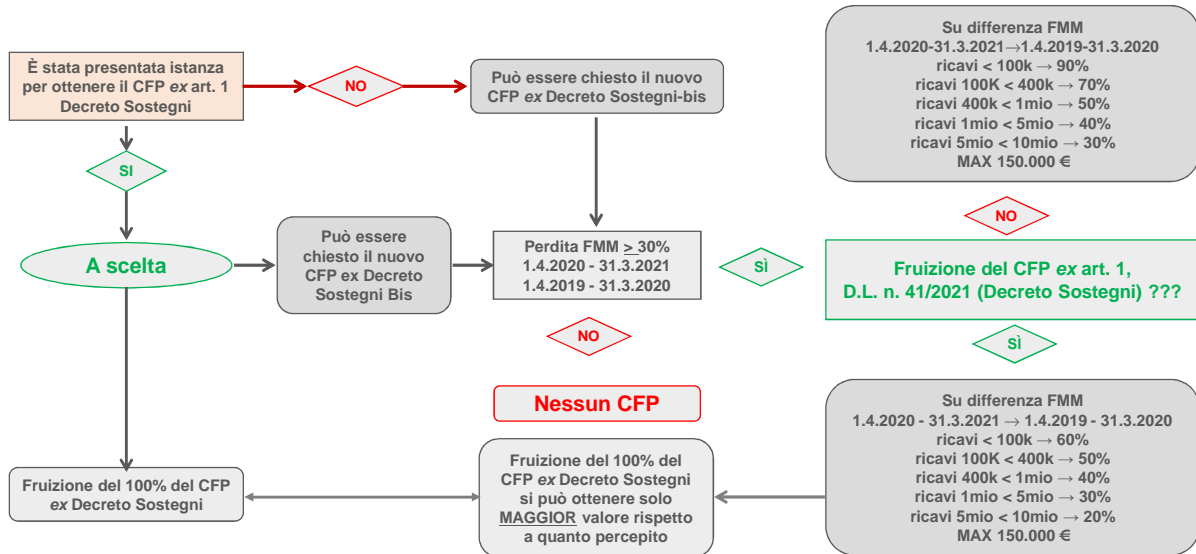 È stata presentata istanza
per ottenere il CFP ex art. 1
Decreto Sostegni
NO
Può essere chiesto il nuovo
CFP ex Decreto Sostegni-bis
Su differenza FMM
1.4.2020-31.3.2021→1.4.2019-31.3.2020
ricavi < 100k → 90%
ricavi 100K < 400k → 70%
ricavi 400k < 1mio → 50%
ricavi 1mio < 5mio → 40%
ricavi 5mio < 10mio → 30%
MAX 150.000 €
SI
NO
A scelta
Può essere
chiesto il nuovo
CFP ex Decreto
Sostegni Bis
Perdita FMM > 30%
1.4.2020 - 31.3.2021
1.4.2019 - 31.3.2020
SÌ
Fruizione del CFP ex art. 1,
D.L. n. 41/2021 (Decreto Sostegni) ???
NO
SÌ
Nessun CFP
Su differenza FMM
1.4.2020 - 31.3.2021 → 1.4.2019 - 31.3.2020
ricavi < 100k → 60%
ricavi 100K < 400k → 50%
ricavi 400k < 1mio → 40%
ricavi 1mio < 5mio → 30%
ricavi 5mio < 10mio → 20%
MAX 150.000 €
Fruizione del 100% del CFP
ex Decreto Sostegni
Fruizione del 100% del
CFP ex Decreto Sostegni
si può ottenere solo
MAGGIOR valore rispetto
a quanto percepito